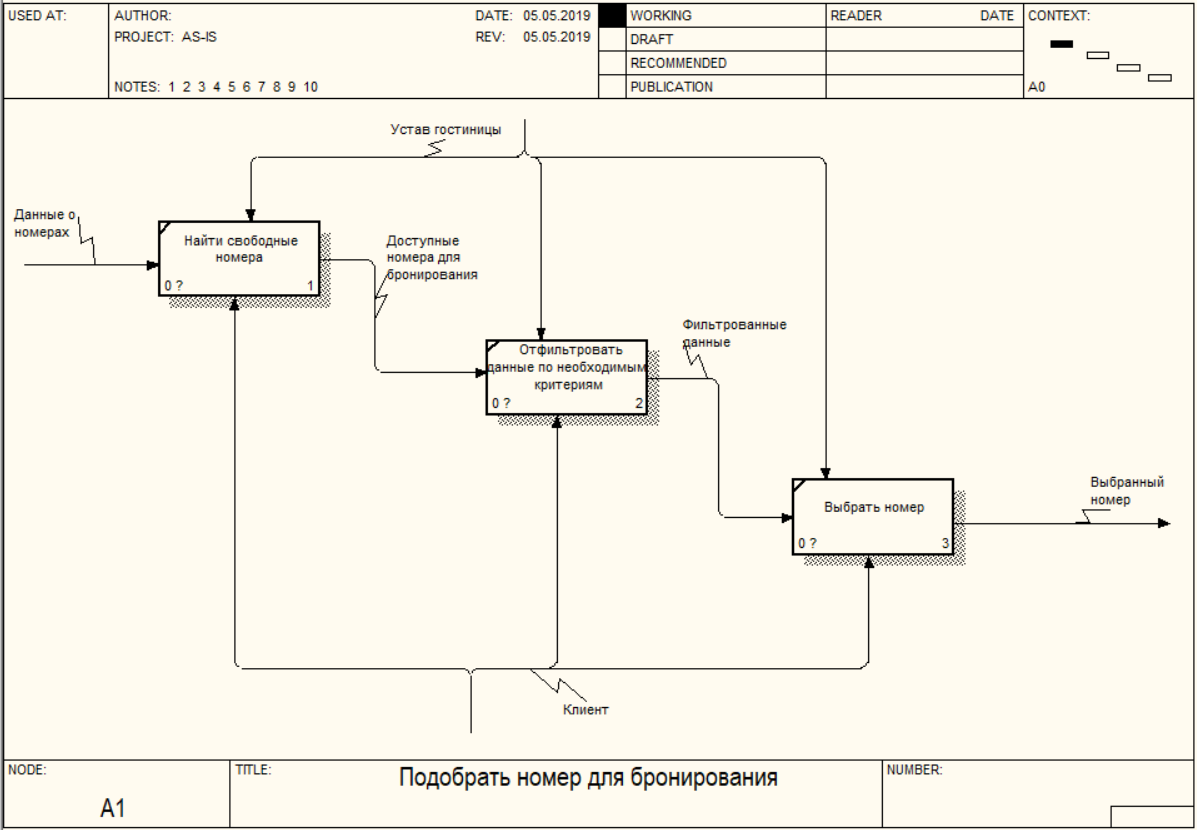 USED AT:
AUTHOR:
DATE: 05.05.2019
PROJECT: AS-IS
REV: 05.05.2019
NOTES: 1 2 3 4 5 6 7 8 9 10
WORKING
DRAFT
RECOMMENDED
PUBLICATION
READER DATE
CONTEXT:
A0
Устав гостиницы
Данные о
номерах
Найти свободные
номера
0 ? 1
Доступные
номера для
бронирования
Отфильтровать
данные по необходимым
критериям
0 ? 2
Фильтрованные
данные
Выбрать номер
0 ? 3
Выбранный
номер
Клиент
NODE:
A1
TITLE:
Подобрать номер для бронирования
NUMBER: